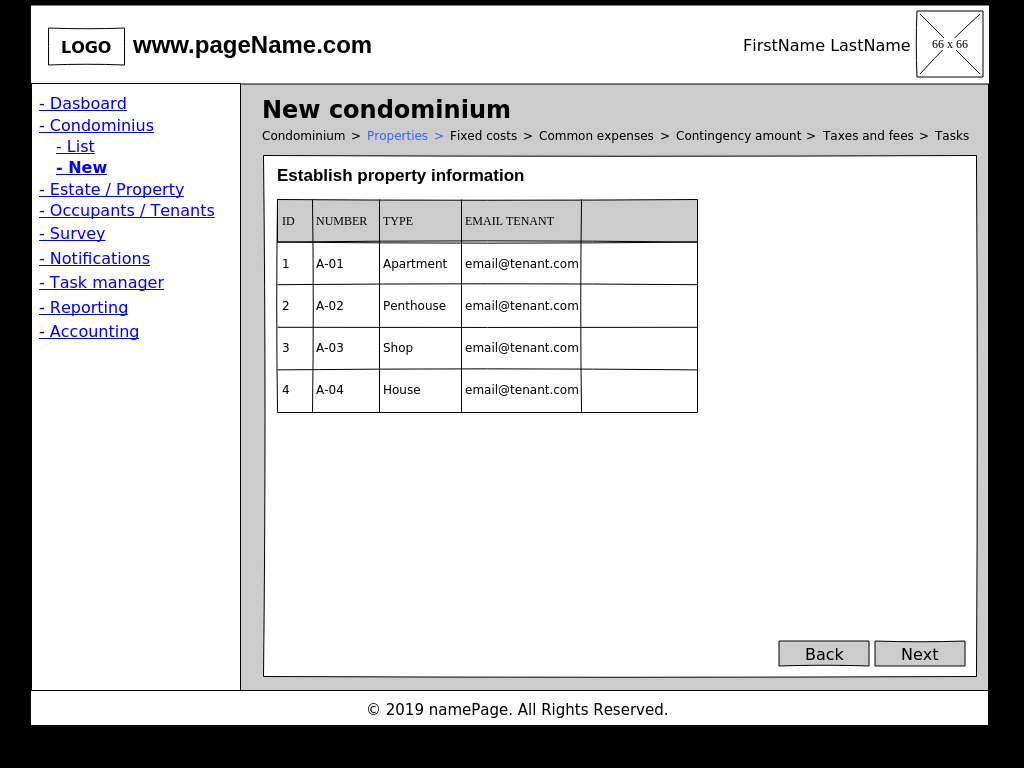 LOGO www.pageName.com FirstName LastName 66 x 66
- Dasboard
- Condominius
- List
- New
- Estate / Property
- Occupants / Tenants
- Survey
- Notifications
- Task manager
- Reporting
- Accounting
New condominium
Condominium > Properties > Fixed costs > Common expenses > Contingency amount > Taxes and fees > Tasks
Establish property information
ID NUMBER TYPE EMAIL TENANT
1 A-01 Apartment email@tenant.com
2 A-02 Penthouse email@tenant.com
3 A-03 Shop email@tenant.com
4 A-04 House email@tenant.com
Back Next
© 2019 namePage. All Rights Reserved.